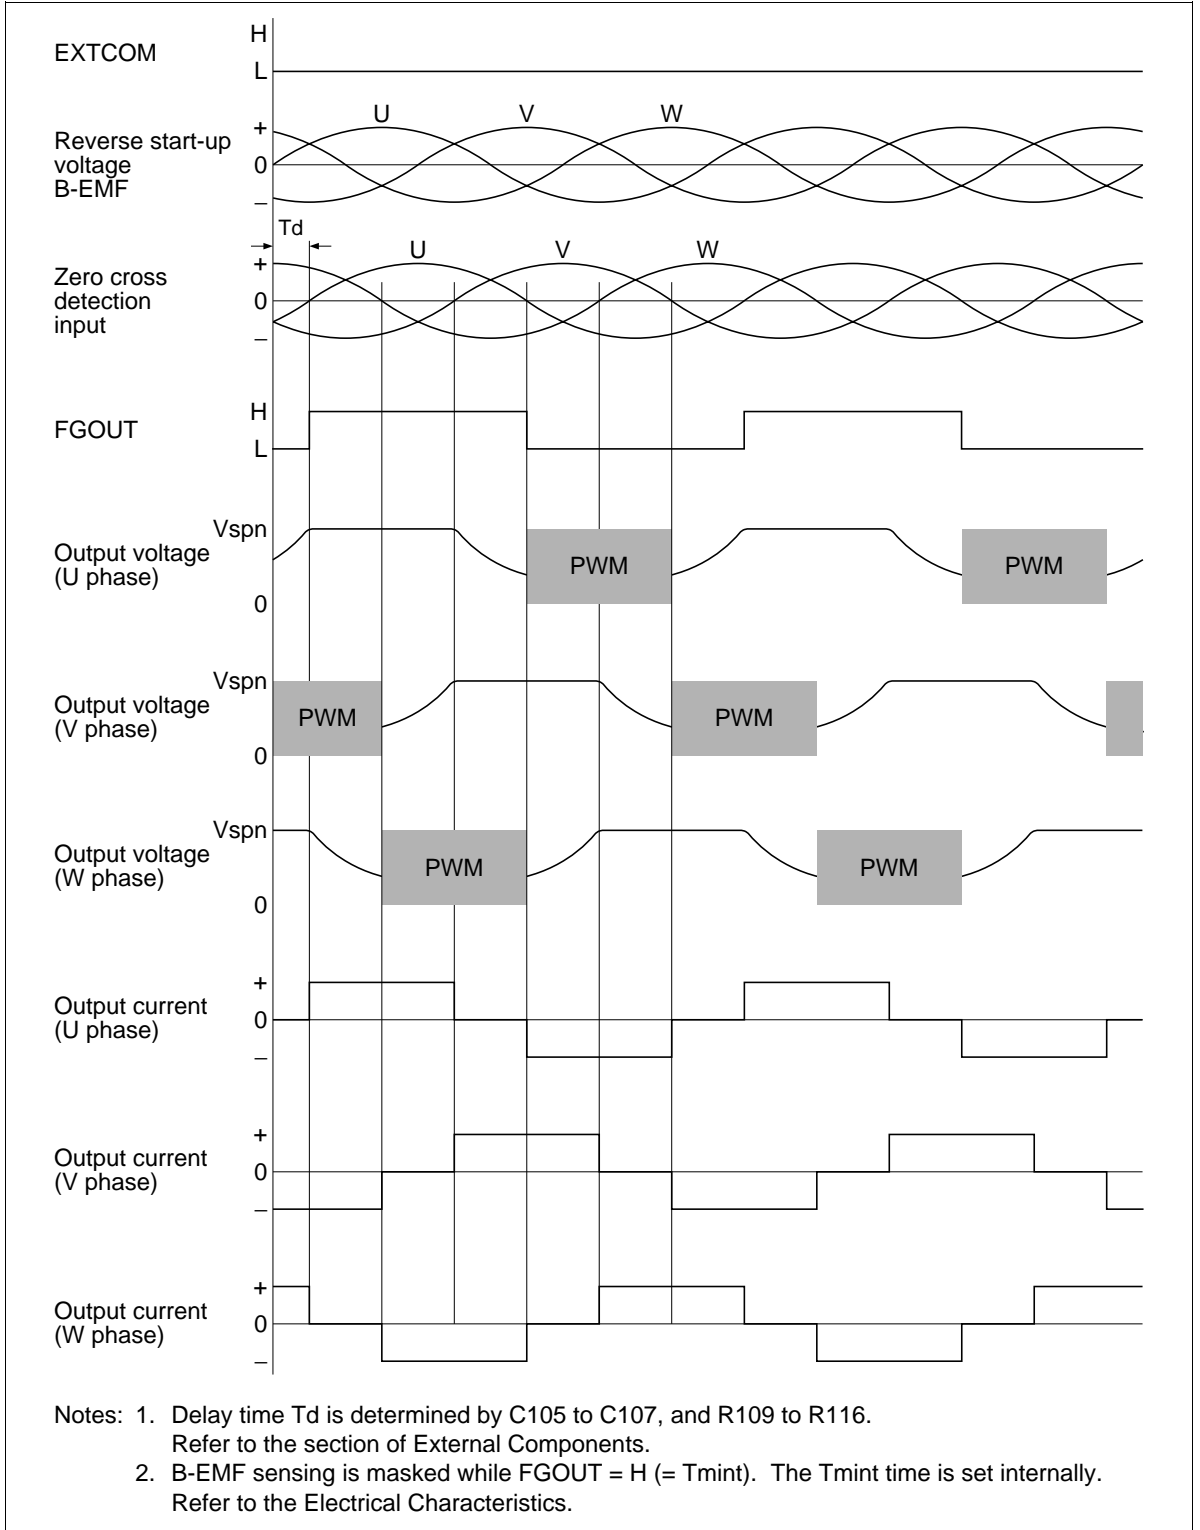 H
EXTCOM
L
U V W
+
Reverse start-up
voltage
B-EMF
0
–
Td
U V W
+
Zero cross
detection
input
0
–
H
FGOUT
L
Vspn
Output voltage
(U phase)
PWM PWM
0
Vspn
Output voltage
(V phase)
PWM PWM
0
Vspn
Output voltage
(W phase)
PWM PWM
0
+
Output current
(U phase)
0
–
+
Output current
(V phase)
0
–
+
Output current
(W phase)
0
–
Notes: 1. Delay time Td is determined by C105 to C107, and R109 to R116.
Refer to the section of External Components.
2. B-EMF sensing is masked while FGOUT = H (= Tmint). The Tmint time is set internally.
Refer to the Electrical Characteristics.